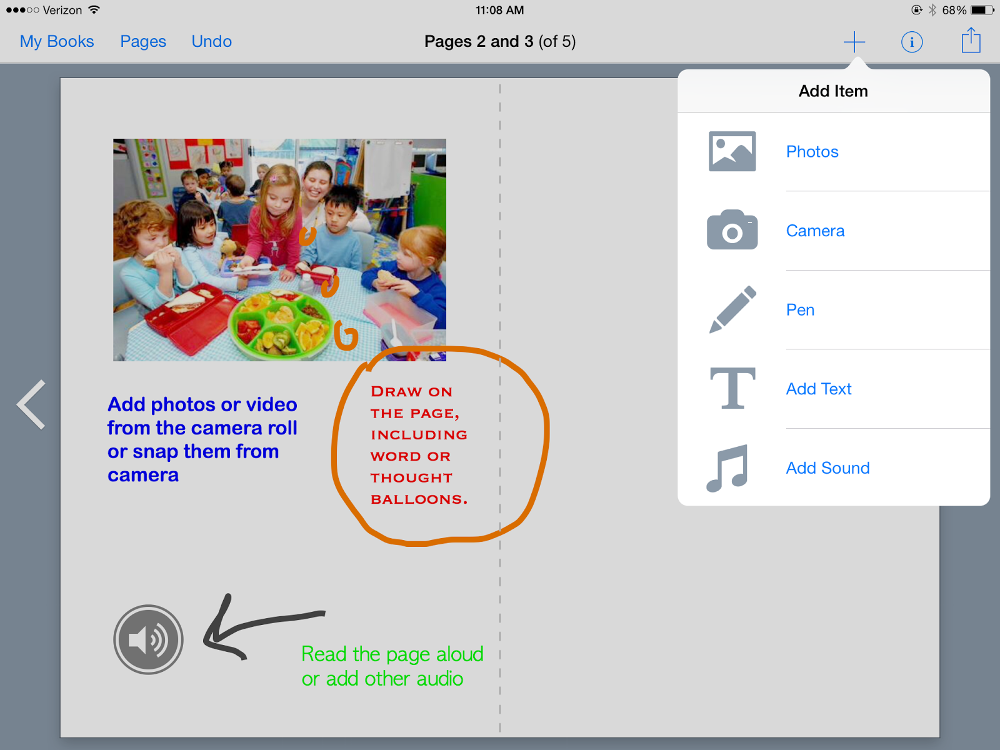 Verizon 11:08 AM 68%
My Books Pages Undo Pages 2 and 3 (of 5)
Add Item
Photos
Camera
Pen
Add Text
Add Sound
Add photos or video
from the camera roll
or snap them from
camera
DRAW ON
THE PAGE,
INCLUDING
WORD OR
THOUGHT
BALLOONS.
Read the page aloud
or add other audio